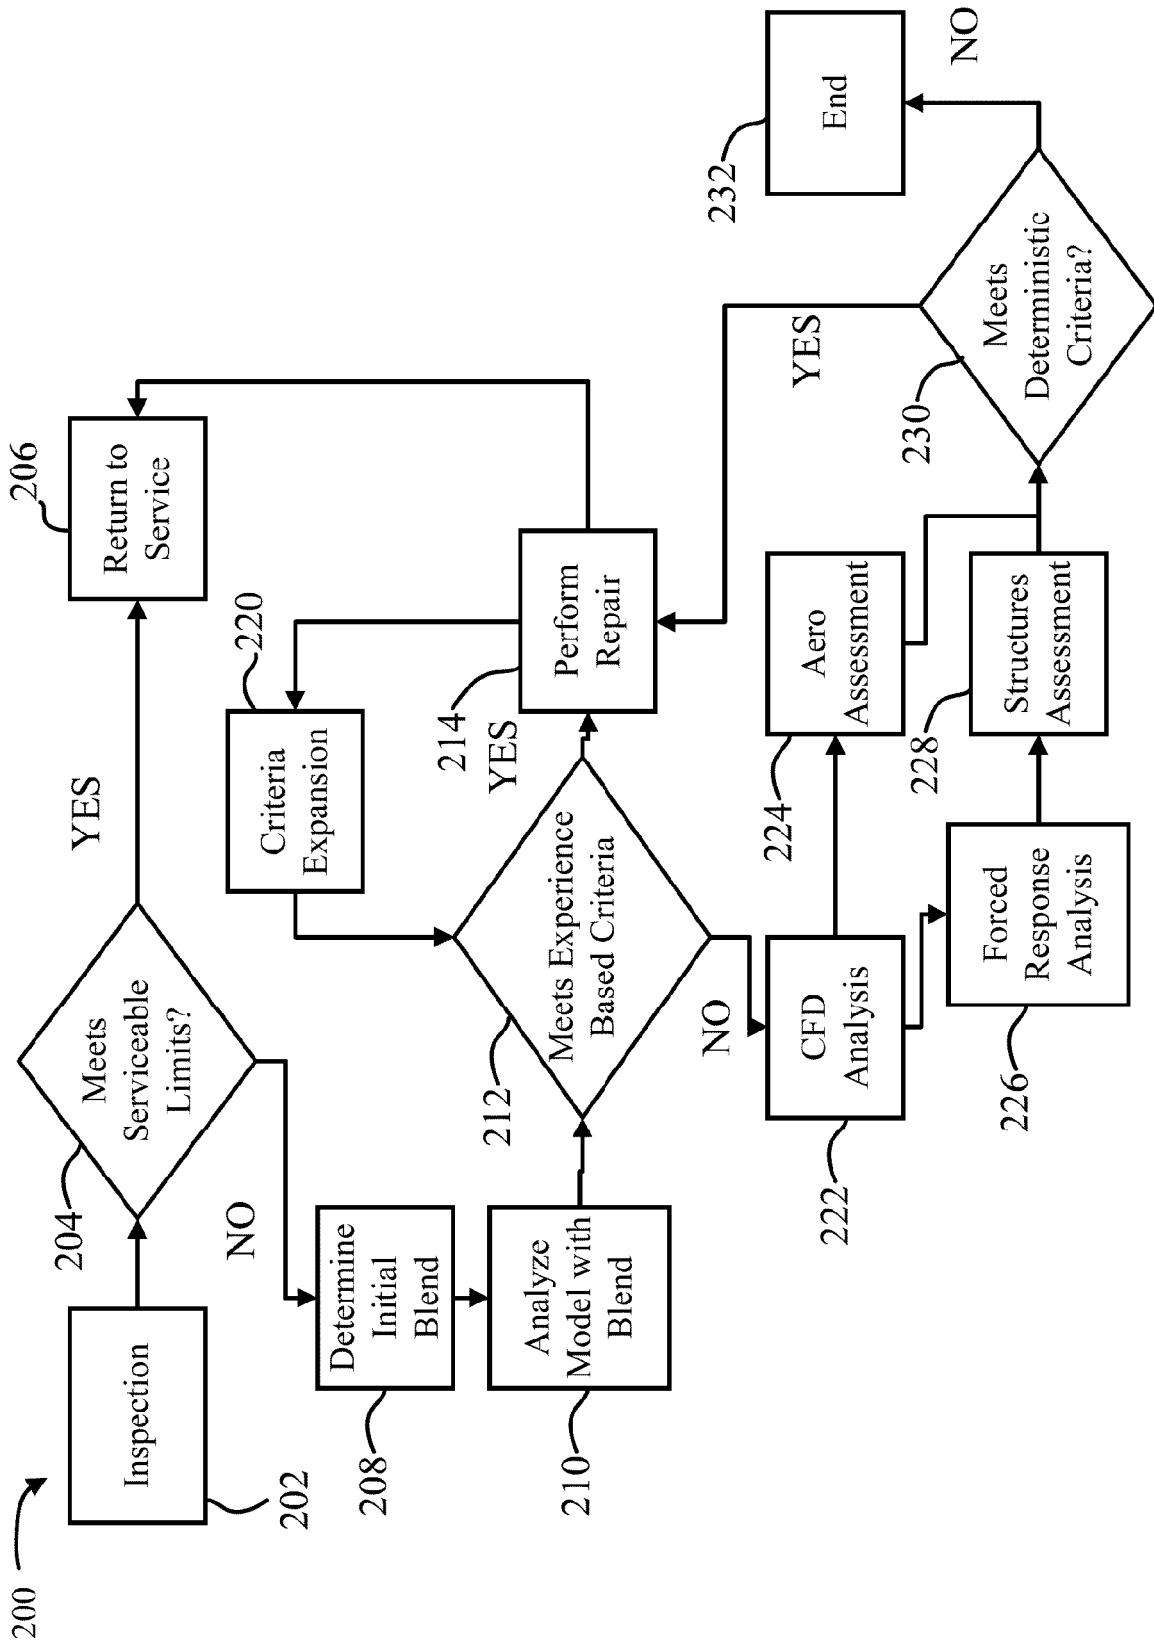 200
Inspection
202
204
Meets
Serviceable
Limits?
YES
NO
206
Return to
Service
208
Determine
Initial
Blend
210
Analyze
Model with
Blend
212
Meets Experience
Based Criteria
YES
NO
214
Perform
Repair
220
Criteria
Expansion
222
CFD
Analysis
224
Aero
Assessment
226
Forced
Response
Analysis
228
Structures
Assessment
230
Meets
Deterministic
Criteria?
YES
NO
232
End